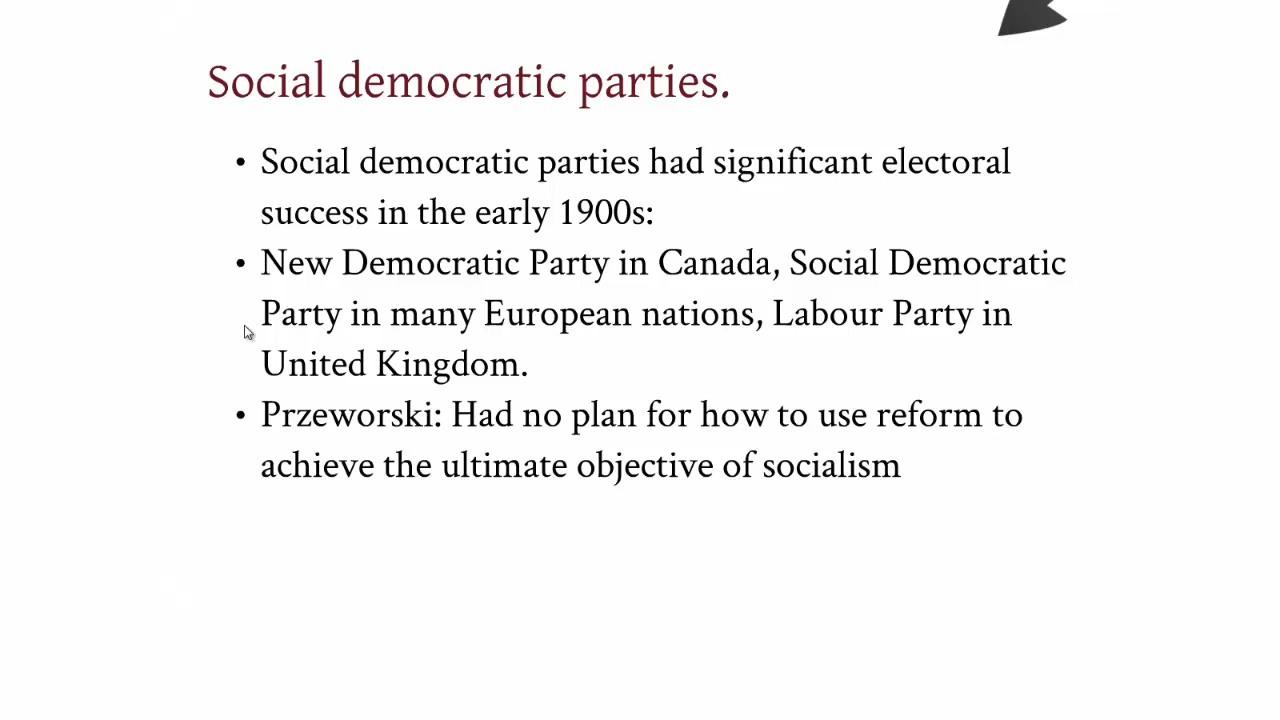 Social democratic parties.
• Social democratic parties had significant electoral
success in the early 1900s:
• New Democratic Party in Canada, Social Democratic
Party in many European nations, Labour Party in
United Kingdom.
• Przeworski: Had no plan for how to use reform to
achieve the ultimate objective of socialism